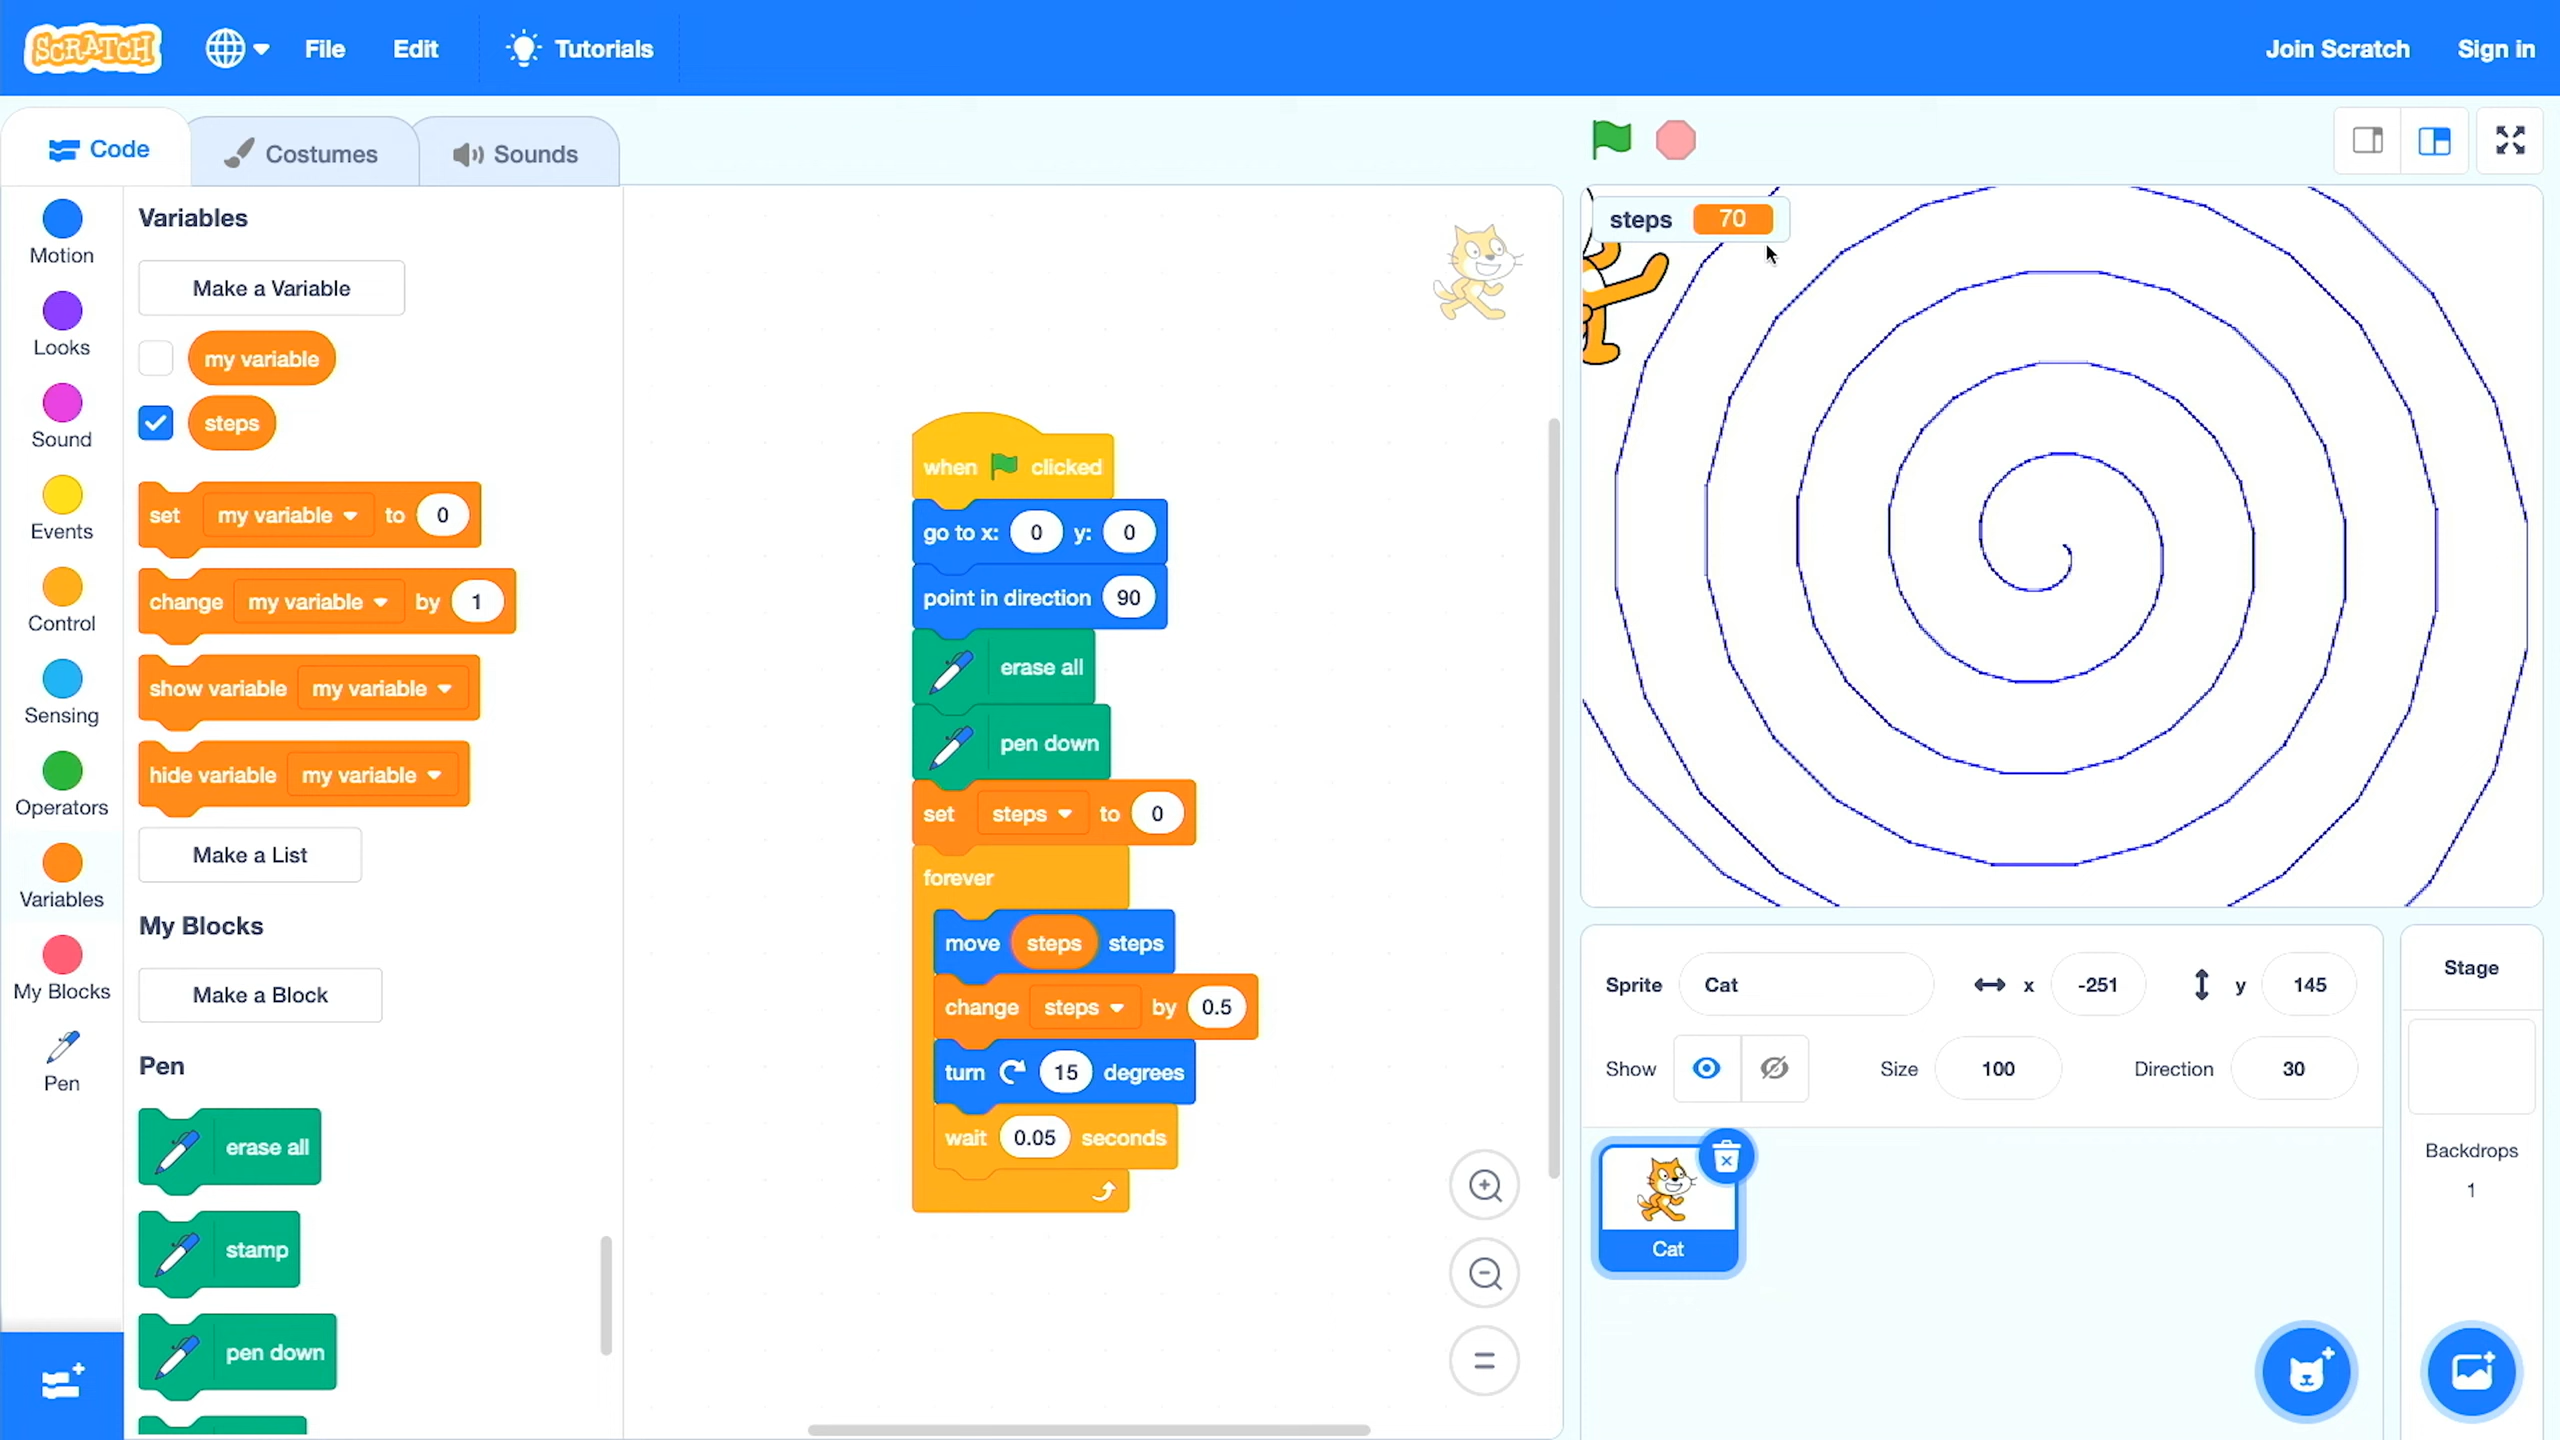 SCRATCH File Edit Tutorials Join Scratch Sign in
Code Costumes Sounds
Motion
Looks
Sound
Events
Control
Sensing
Operators
Variables
My Blocks
Pen
Variables
Make a Variable
my variable
steps
set my variable to 0
change my variable by 1
show variable my variable
hide variable my variable
Make a List
My Blocks
Make a Block
Pen
erase all
stamp
pen down
when clicked
go to x: 0 y: 0
point in direction 90
erase all
pen down
set steps to 0
forever
move steps steps
change steps by 0.5
turn 15 degrees
wait 0.05 seconds
steps 70
Sprite Cat x -251 y 145
Show Size 100 Direction 30
Cat
Stage
Backdrops
1